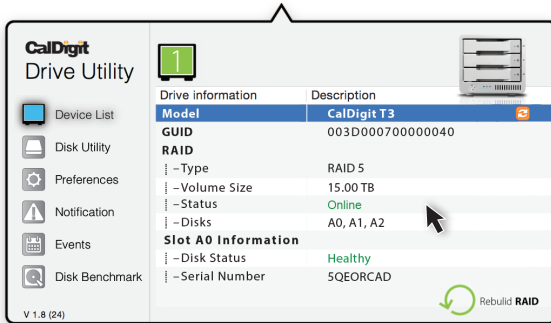 CalDigit
Drive Utility
Device List
Disk Utility
Preferences
Notification
Events
Disk Benchmark
V 1.8 (24)
1
Drive information Description
Model CalDigit T3
GUID 003D000700000040
RAID
–Type RAID 5
–Volume Size 15.00 TB
–Status Online
–Disks A0, A1, A2
Slot A0 Information
–Disk Status Healthy
–Serial Number 5QEORCAD
Rebulid RAID